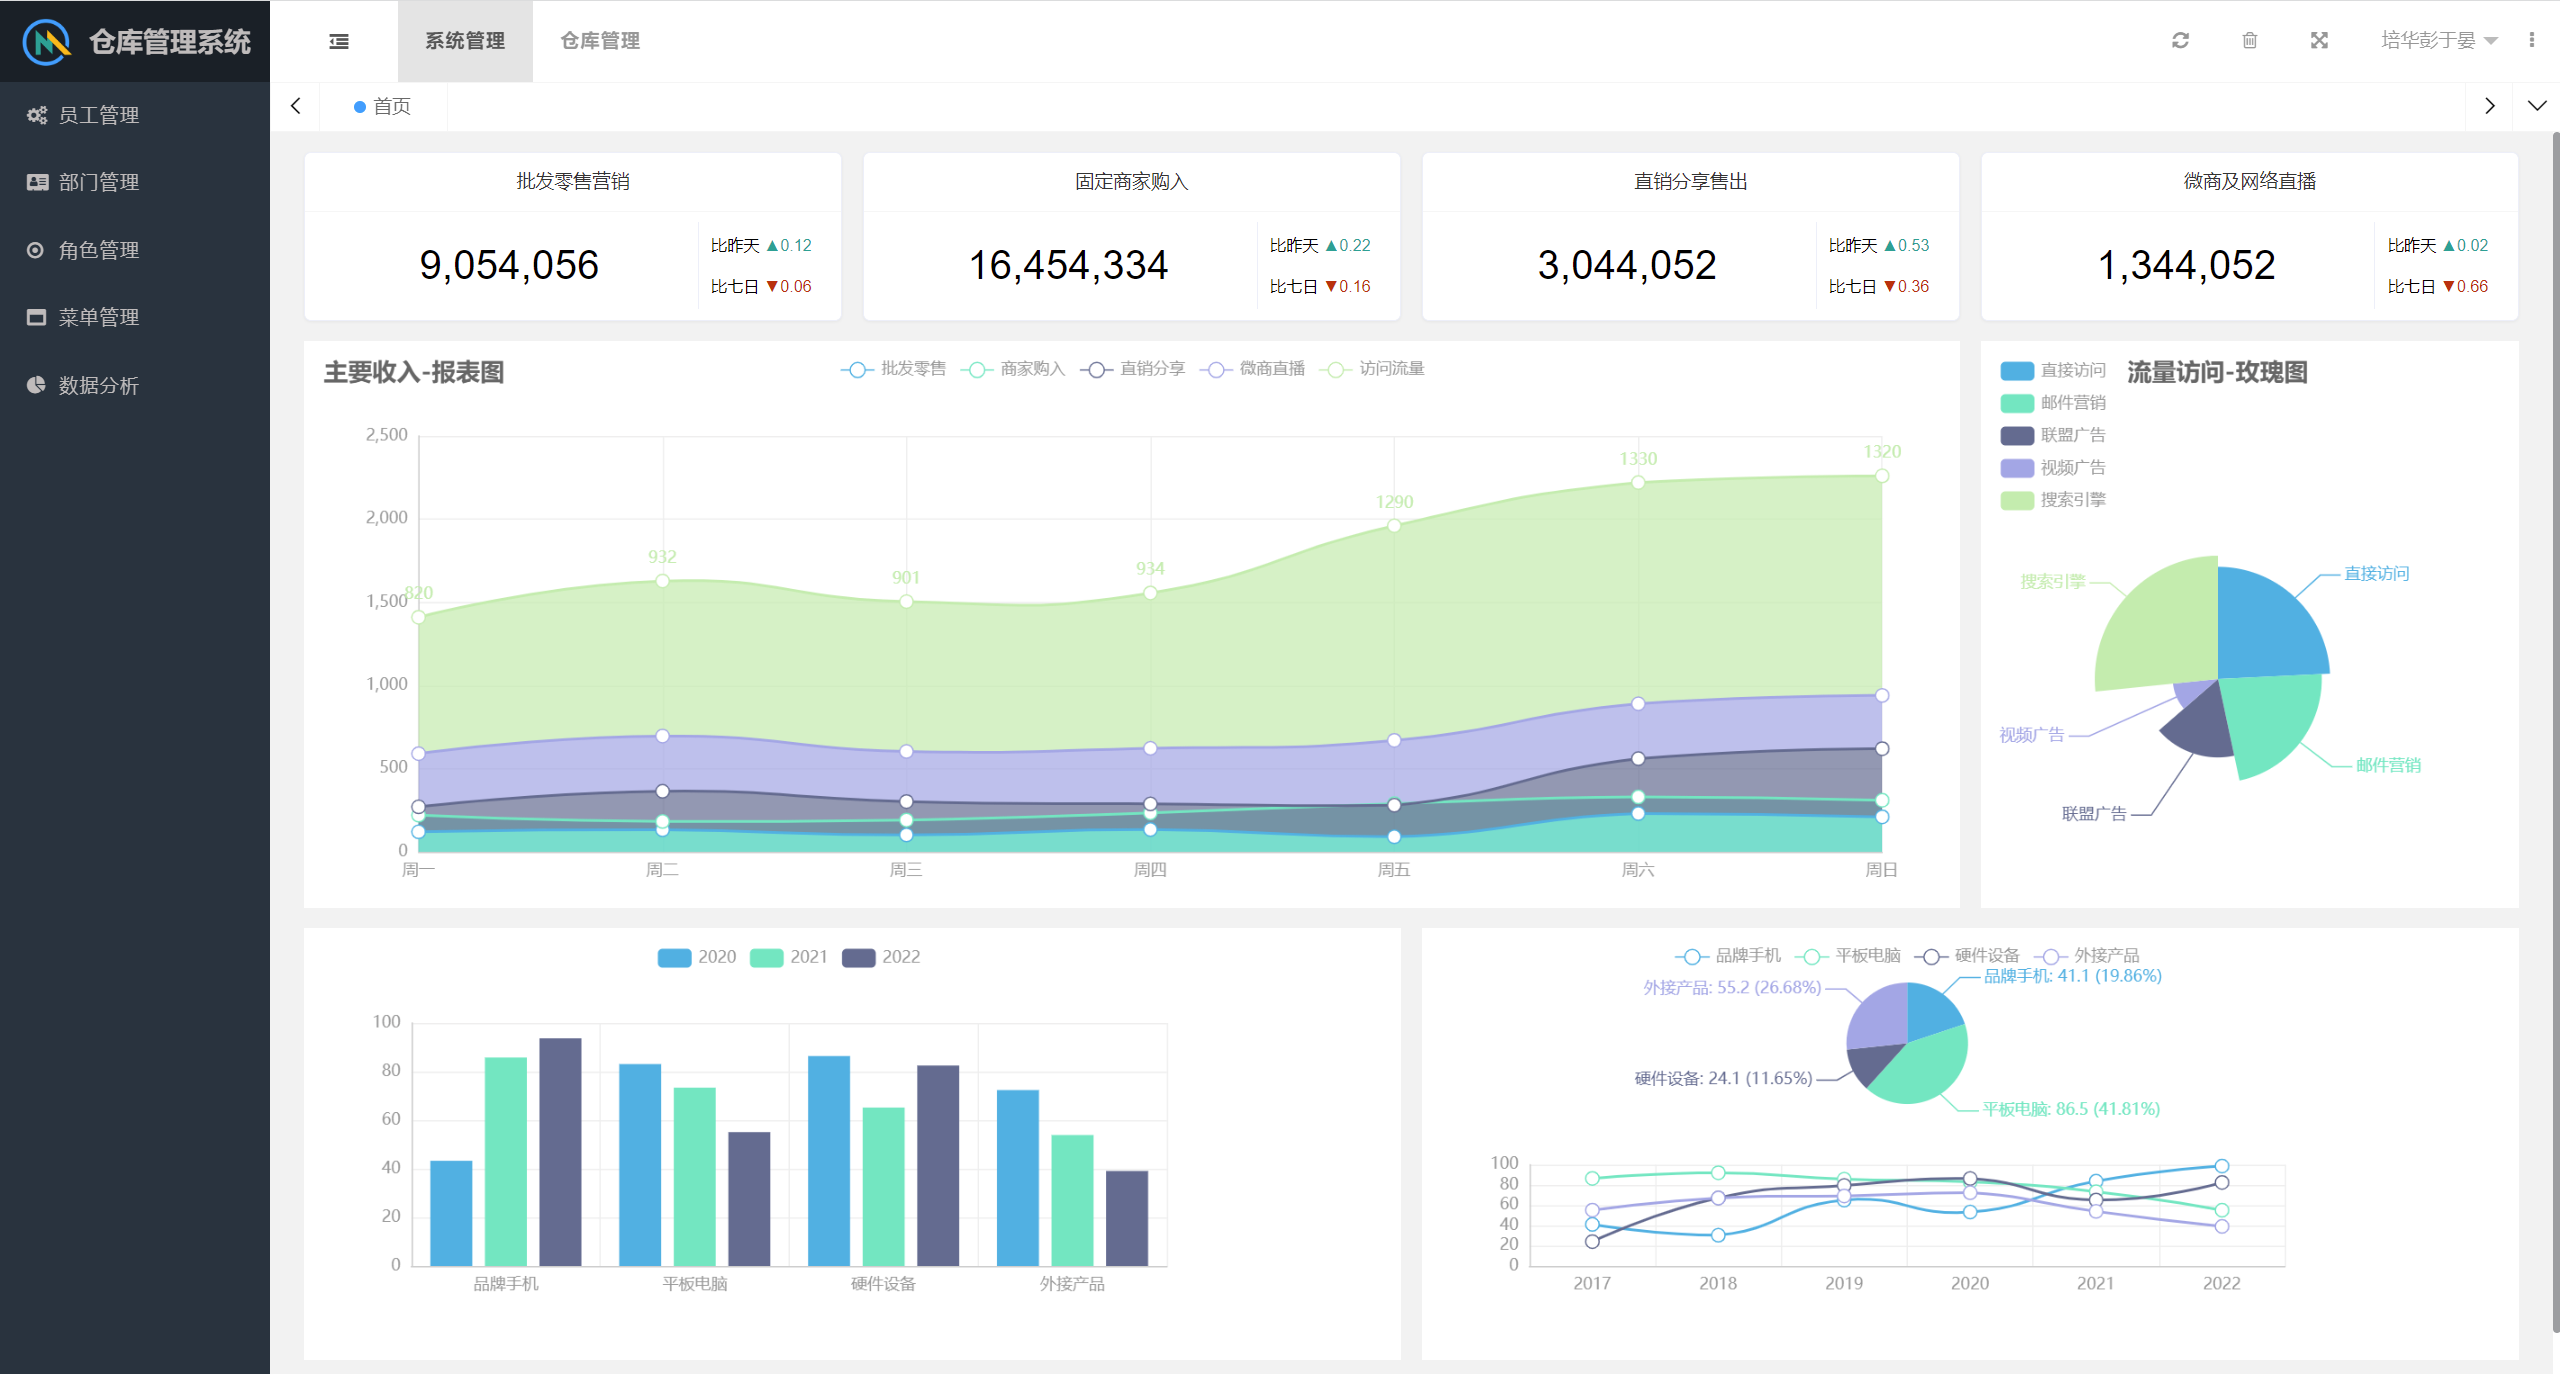 仓库管理系统
系统管理 仓库管理 培华彭于晏
员工管理
部门管理
角色管理
菜单管理
数据分析
首页
批发零售营销
9,054,056
比昨天 ▲0.12
比七日 ▼0.06
固定商家购入
16,454,334
比昨天 ▲0.22
比七日 ▼0.16
直销分享售出
3,044,052
比昨天 ▲0.53
比七日 ▼0.36
微商及网络直播
1,344,052
比昨天 ▲0.02
比七日 ▼0.66
主要收入-报表图
批发零售 商家购入 直销分享 微商直播 访问流量
2,500
2,000
1,500
1,000
500
0
820 932 901 934 1290 1330 1320
周一 周二 周三 周四 周五 周六 周日
流量访问-玫瑰图
直接访问
邮件营销
联盟广告
视频广告
搜索引擎
搜索引擎
直接访问
视频广告
邮件营销
联盟广告
2020 2021 2022
100
80
60
40
20
0
品牌手机 平板电脑 硬件设备 外接产品
品牌手机 平板电脑 硬件设备 外接产品
品牌手机: 41.1 (19.86%)
外接产品: 55.2 (26.68%)
硬件设备: 24.1 (11.65%)
平板电脑: 86.5 (41.81%)
100
80
60
40
20
0
2017 2018 2019 2020 2021 2022